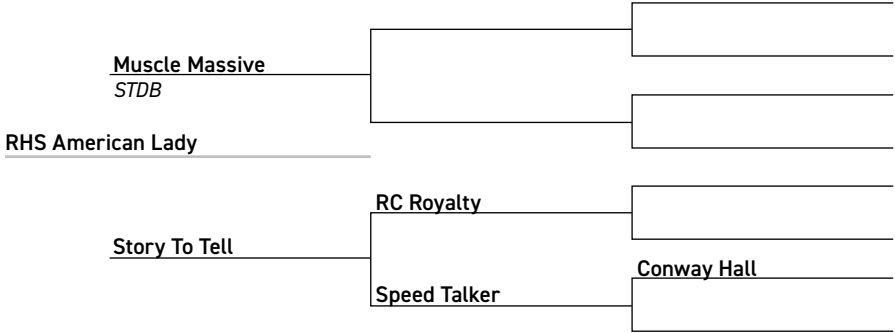 Muscle Massive
STDB
RHS American Lady
RC Royalty
Story To Tell
Conway Hall
Speed Talker